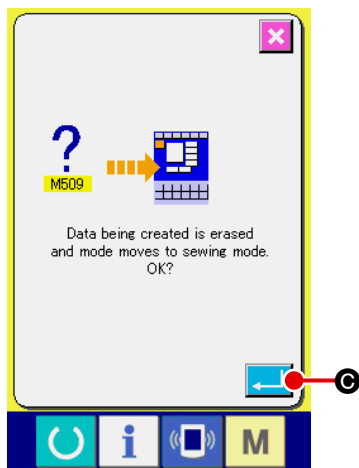 ?
M509
Data being created is erased
and mode moves to sewing mode.
OK?
C
i
M